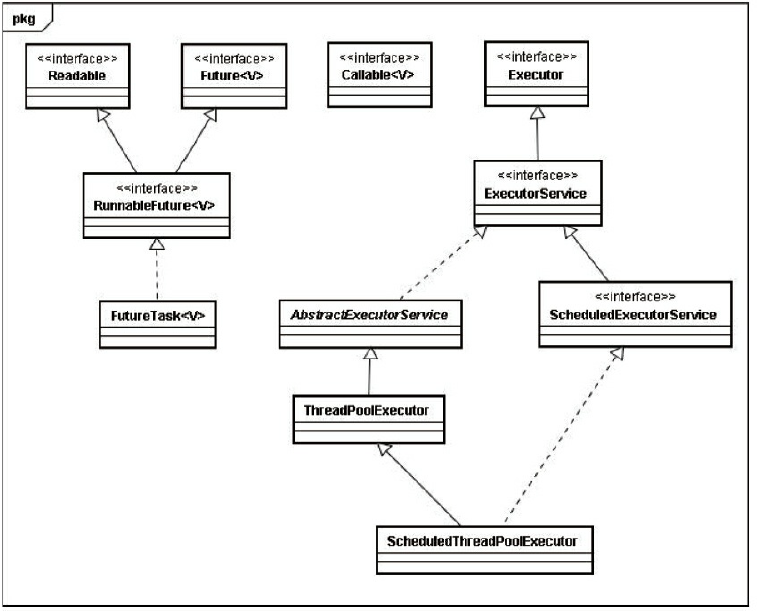 pkg
<<interface>>
Readable
<<interface>>
Future<V>
<<interface>>
Callable<V>
<<interface>>
Executor
<<interface>>
RunnableFuture<V>
<<interface>>
ExecutorService
FutureTask<V>
AbstractExecutorService
<<interface>>
ScheduledExecutorService
ThreadPoolExecutor
ScheduledThreadPoolExecutor